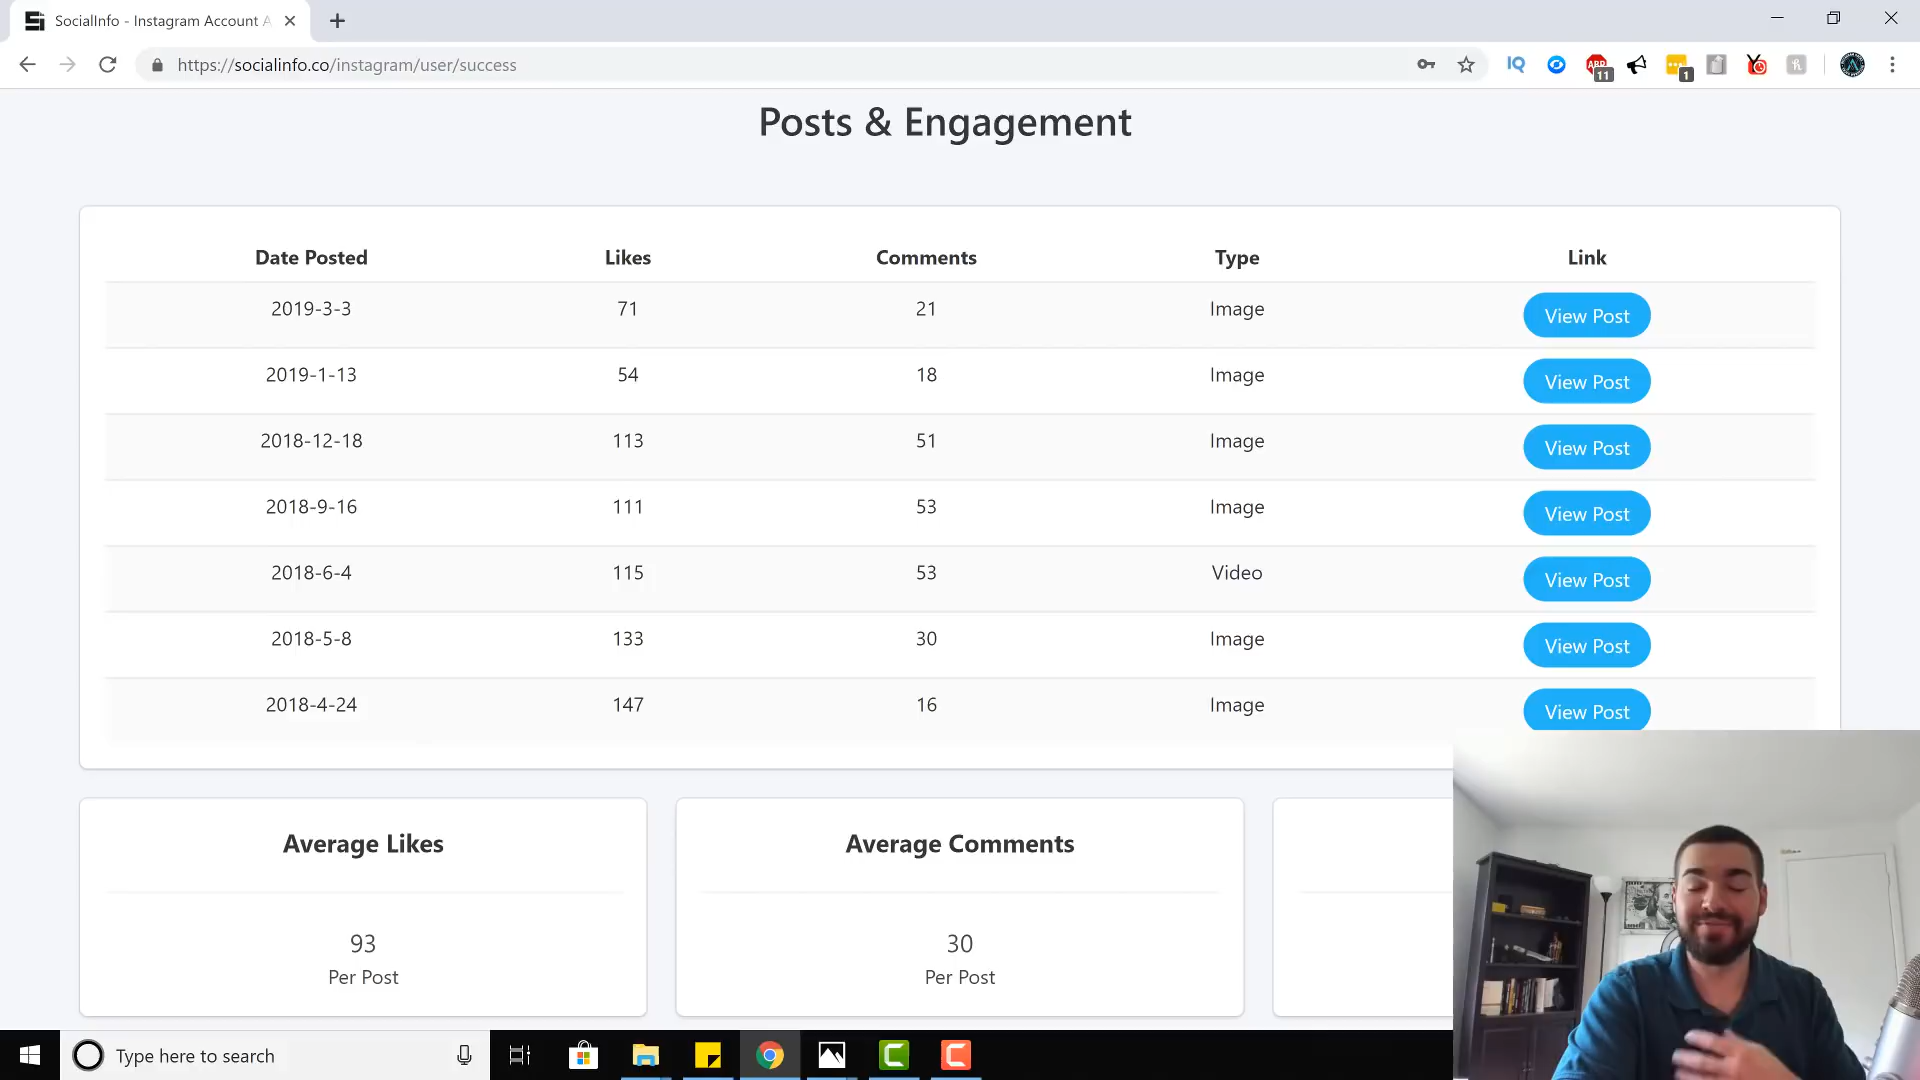 SocialInfo - Instagram Account A
https://socialinfo.co/instagram/user/success
IQ
ABP
11
1
Posts & Engagement
Date Posted Likes Comments Type Link
2019-3-3 71 21 Image View Post
2019-1-13 54 18 Image View Post
2018-12-18 113 51 Image View Post
2018-9-16 111 53 Image View Post
2018-6-4 115 53 Video View Post
2018-5-8 133 30 Image View Post
2018-4-24 147 16 Image View Post
Average Likes
93
Per Post
Average Comments
30
Per Post
Type here to search